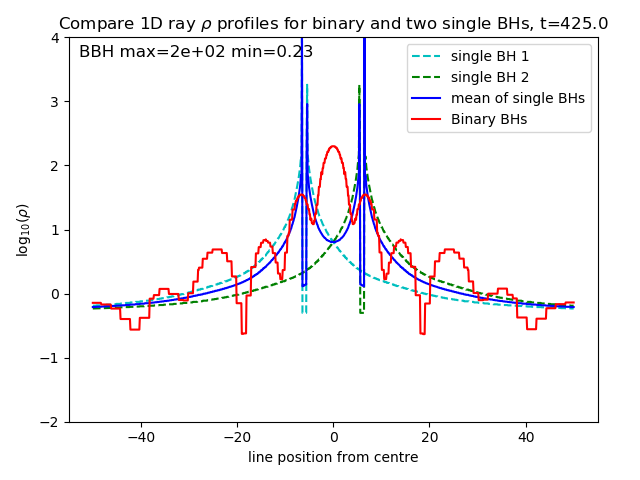 Compare 1D ray ρ profiles for binary and two single BHs, t=425.0
BBH max=2e+02 min=0.23
single BH 1
single BH 2
mean of single BHs
Binary BHs
4
3
2
1
0
−1
−2
log₁₀(ρ)
−40 −20 0 20 40
line position from centre